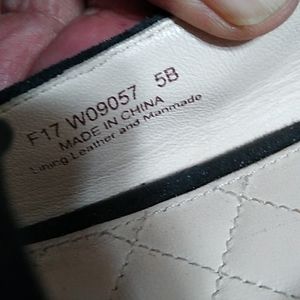 F17 W09057 5B
MADE IN CHINA
Lining Leather and Manmade